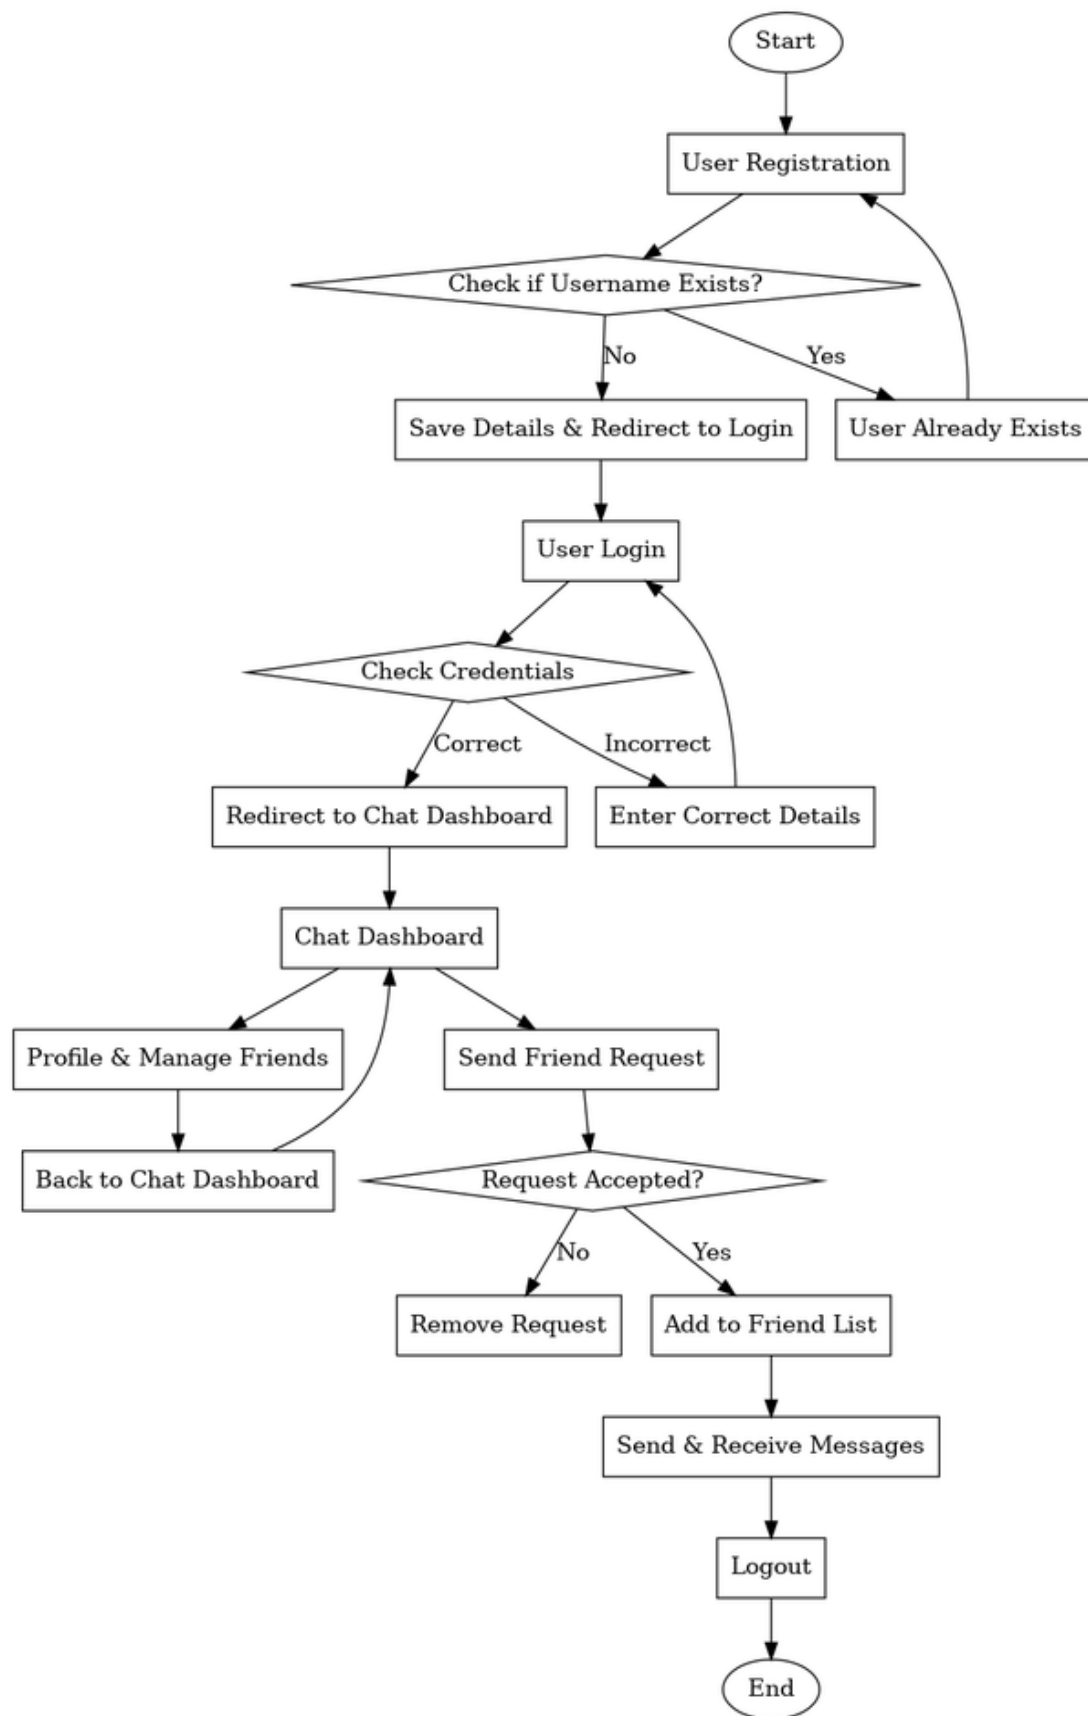 Start
User Registration
Check if Username Exists?
No
Yes
Save Details & Redirect to Login
User Already Exists
User Login
Check Credentials
Correct
Incorrect
Redirect to Chat Dashboard
Enter Correct Details
Chat Dashboard
Profile & Manage Friends
Send Friend Request
Back to Chat Dashboard
Request Accepted?
No
Yes
Remove Request
Add to Friend List
Send & Receive Messages
Logout
End